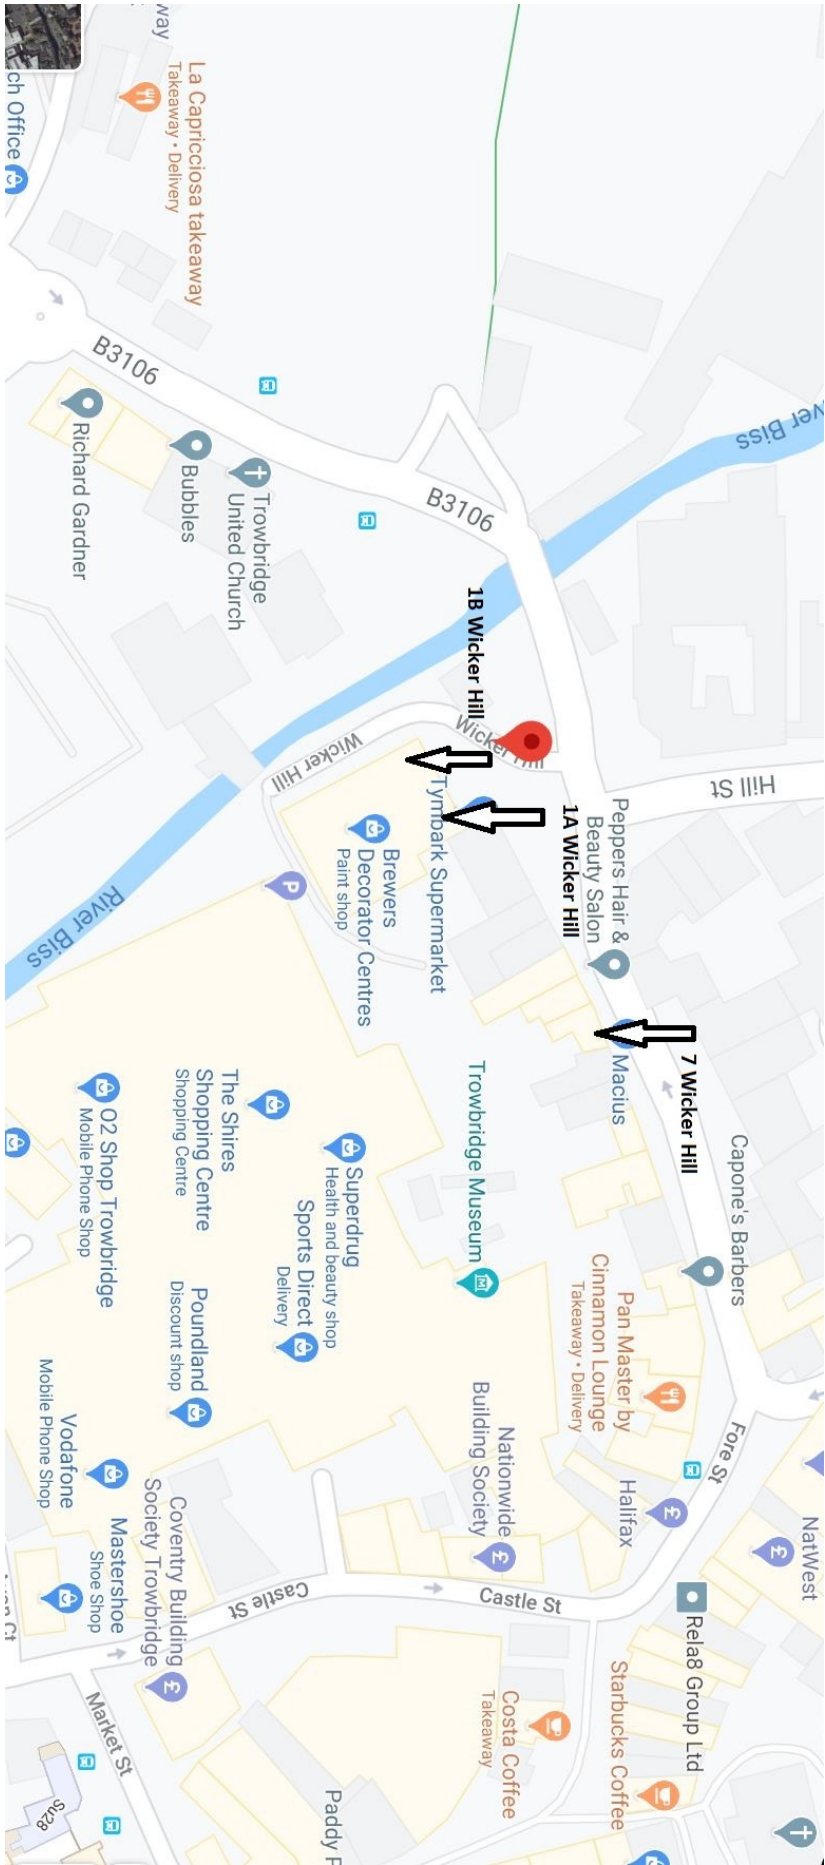 way
La Capricciosa takeaway
Takeaway • Delivery
ch Office
B3106
Richard Gardner
Bubbles
Trowbridge
United Church
B3106
River Biss
1B Wicker Hill
Wicker Hill
Wicker Hill
Hill St
Tymbark Supermarket
1A Wicker Hill
Peppers Hair &
Beauty Salon
Brewers
Decorator Centres
Paint shop
P
River Biss
7 Wicker Hill
Macius
Trowbridge Museum
M
Capone's Barbers
The Shires
Shopping Centre
Shopping Centre
O2 Shop Trowbridge
Mobile Phone Shop
Superdrug
Health and beauty shop
Sports Direct
Delivery
Poundland
Discount shop
Pan Master by
Cinnamon Lounge
Takeaway • Delivery
Fore St
Halifax
£
Nationwide
Building Society
£
NatWest
£
Vodafone
Mobile Phone Shop
Mastershoe
Shoe Shop
Coventry Building
Society Trowbridge
£
Castle St
Castle St
Rela8 Group Ltd
Starbucks Coffee
Costa Coffee
Takeaway
Market St
Su28
Paddy P